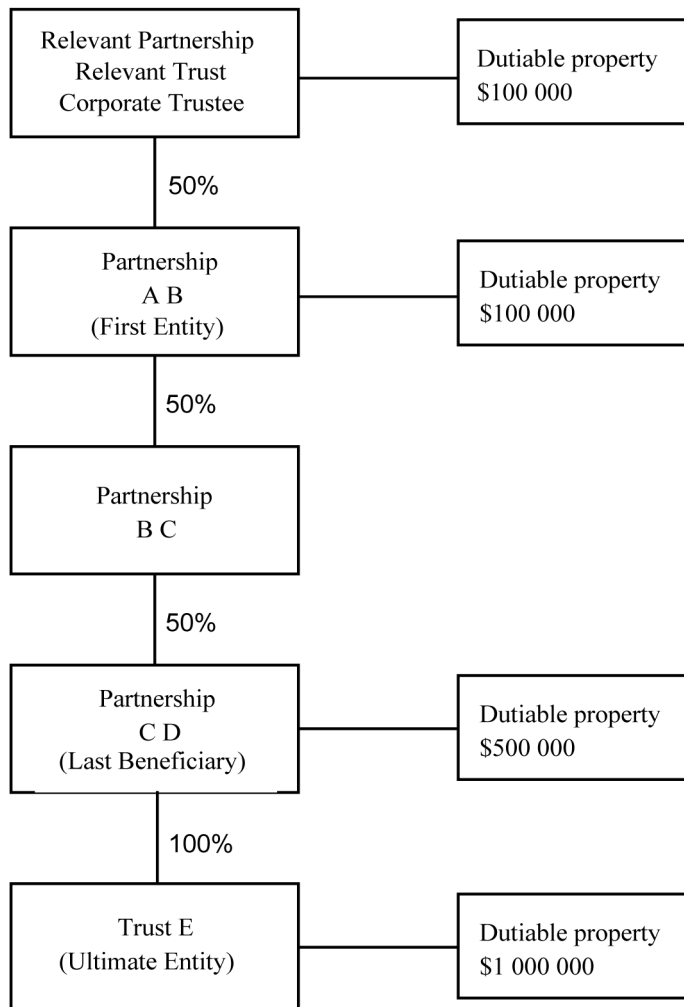 Relevant Partnership
Relevant Trust
Corporate Trustee
Dutiable property
$100 000
50%
Partnership
A B
(First Entity)
Dutiable property
$100 000
50%
Partnership
B C
50%
Partnership
C D
(Last Beneficiary)
Dutiable property
$500 000
100%
Trust E
(Ultimate Entity)
Dutiable property
$1 000 000